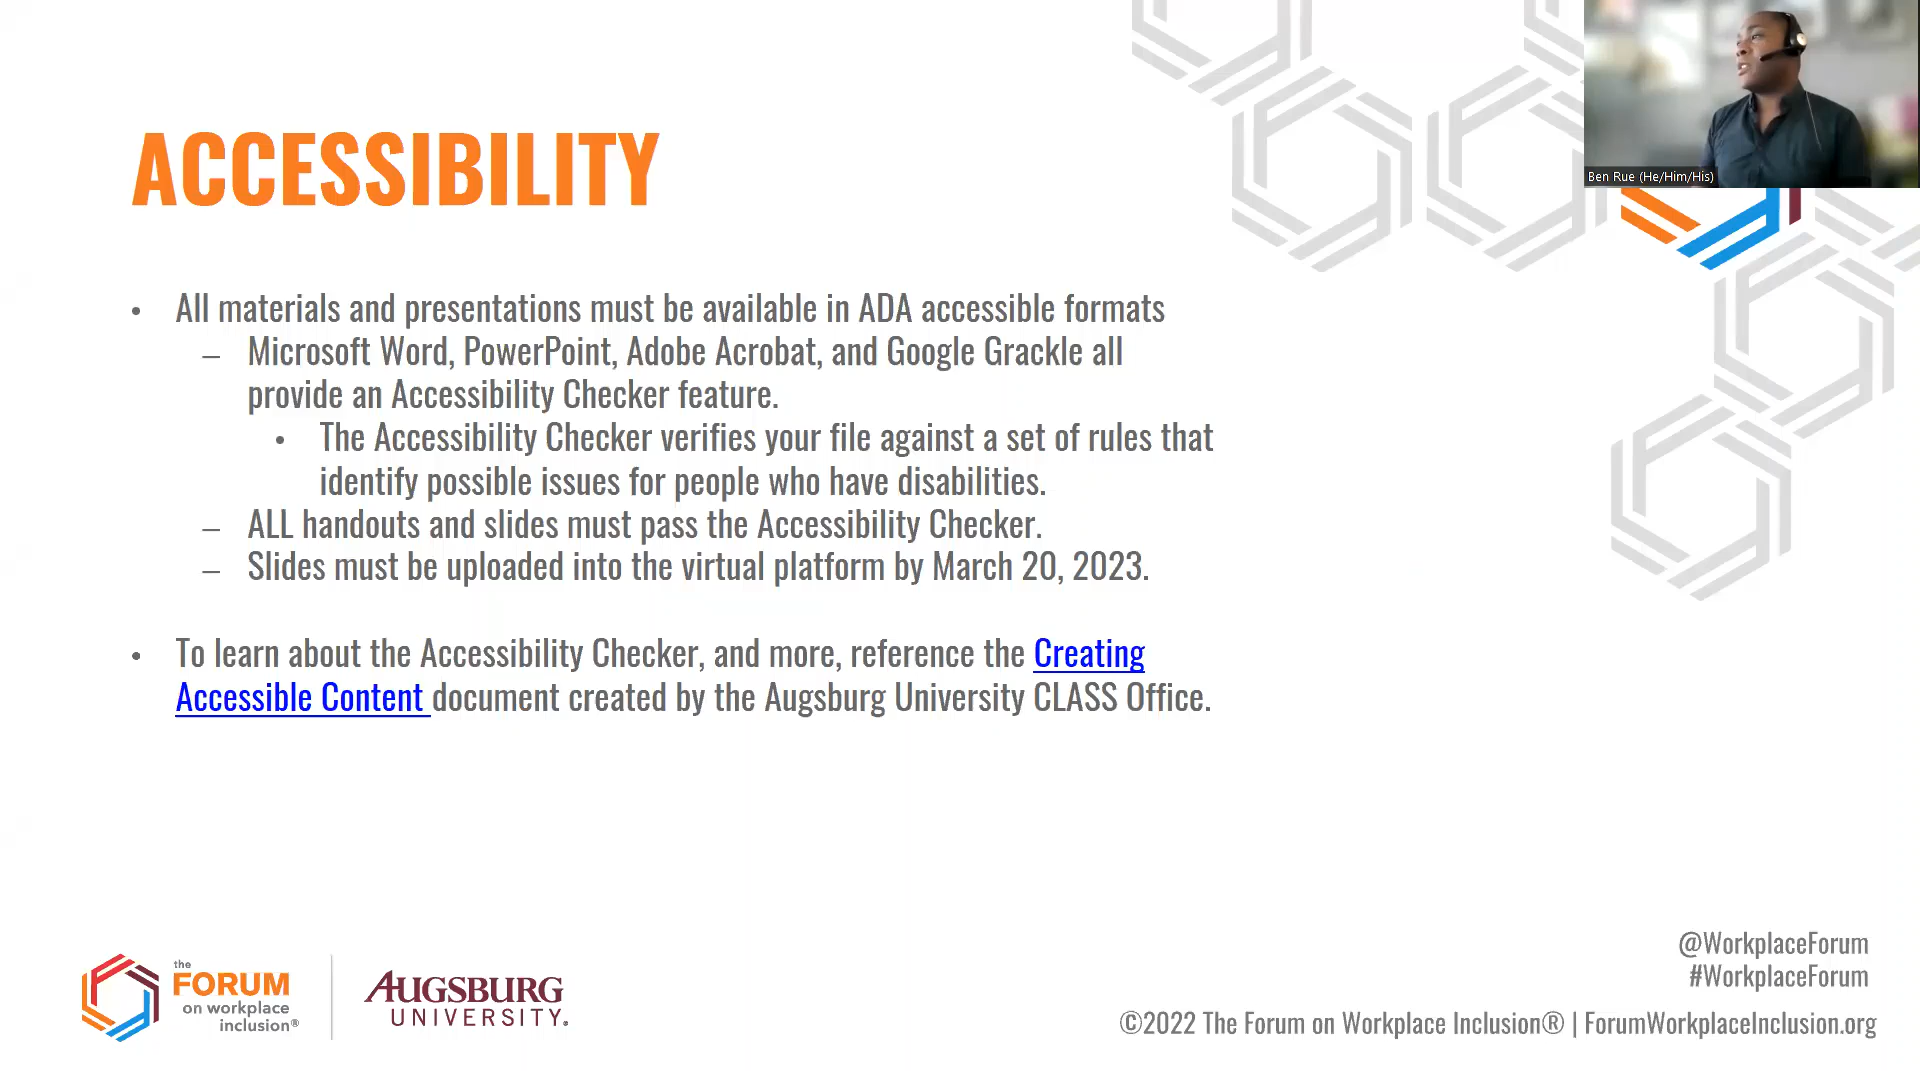 Ben Rue (He/Him/His)
ACCESSIBILITY
• All materials and presentations must be available in ADA accessible formats
– Microsoft Word, PowerPoint, Adobe Acrobat, and Google Grackle all
provide an Accessibility Checker feature.
• The Accessibility Checker verifies your file against a set of rules that
identify possible issues for people who have disabilities.
– ALL handouts and slides must pass the Accessibility Checker.
– Slides must be uploaded into the virtual platform by March 20, 2023.
• To learn about the Accessibility Checker, and more, reference the Creating
Accessible Content document created by the Augsburg University CLASS Office.
the
FORUM
on workplace
inclusion®
AUGSBURG
UNIVERSITY®
@WorkplaceForum
#WorkplaceForum
©2022 The Forum on Workplace Inclusion® | ForumWorkplaceInclusion.org